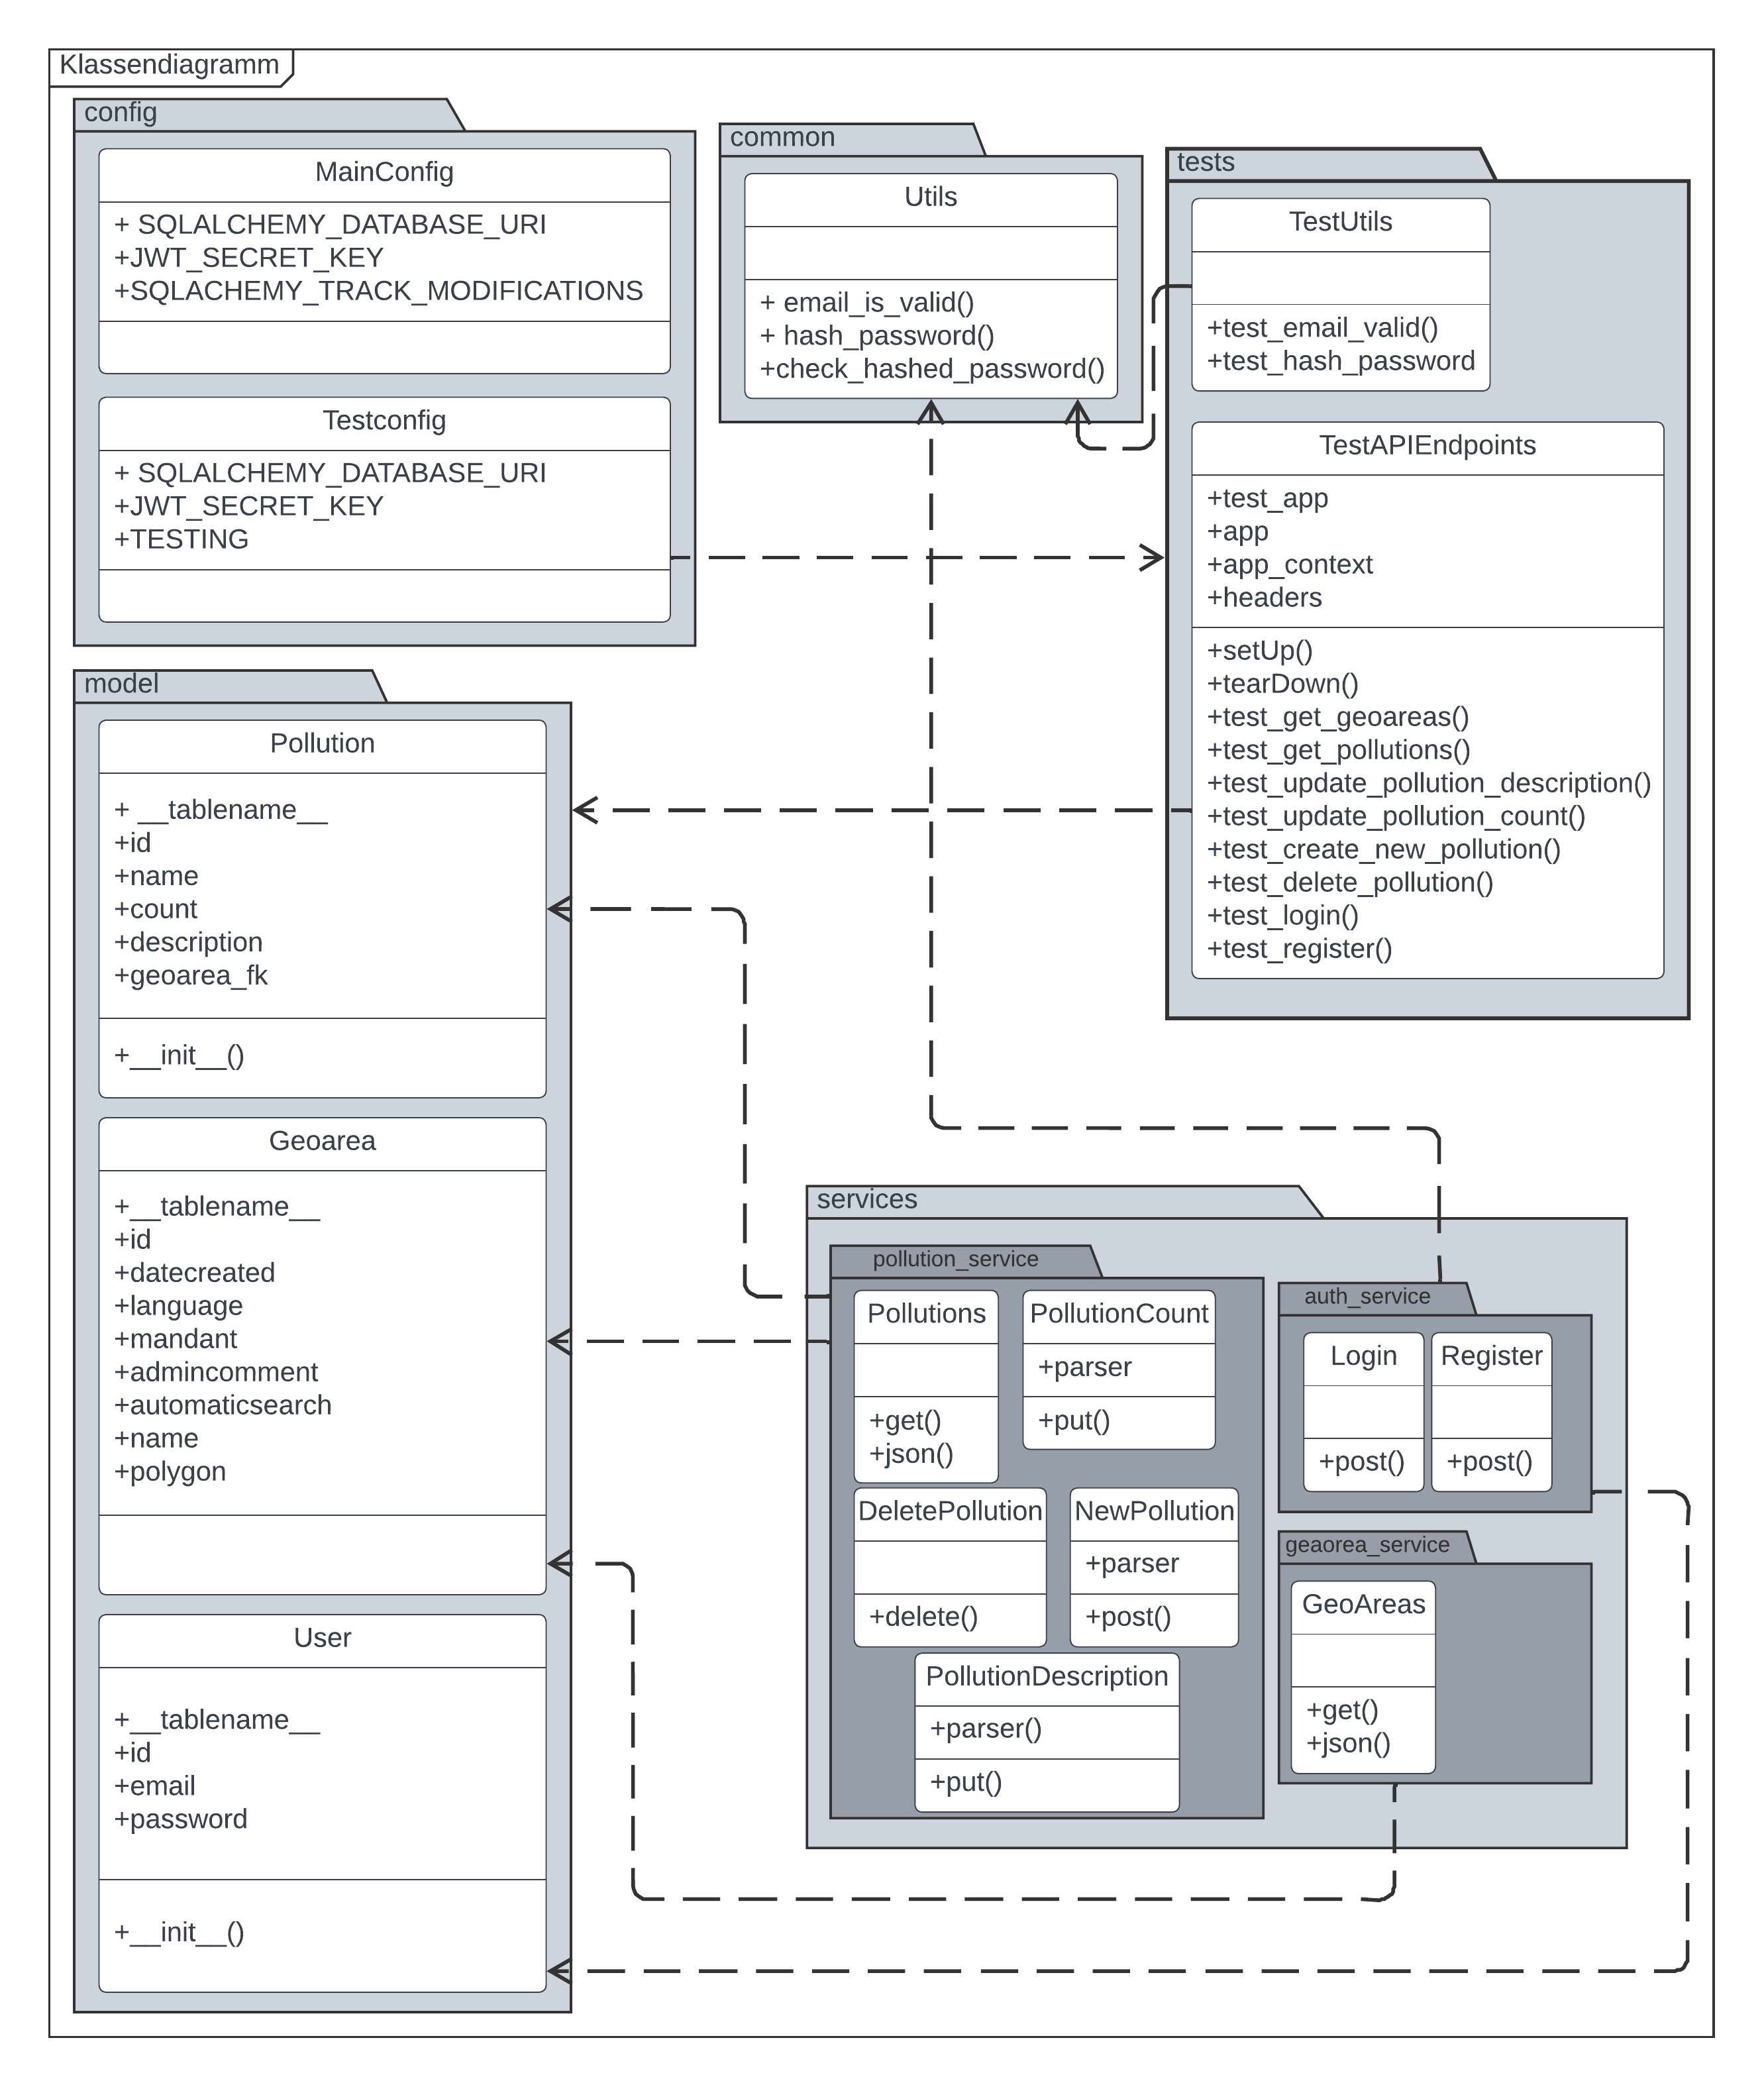 Klassendiagramm
config
MainConfig
+ SQLALCHEMY_DATABASE_URI
+JWT_SECRET_KEY
+SQLACHEMY_TRACK_MODIFICATIONS
Testconfig
+ SQLALCHEMY_DATABASE_URI
+JWT_SECRET_KEY
+TESTING
common
Utils
+ email_is_valid()
+ hash_password()
+check_hashed_password()
tests
TestUtils
+test_email_valid()
+test_hash_password
TestAPIEndpoints
+test_app
+app
+app_context
+headers
+setUp()
+tearDown()
+test_get_geoareas()
+test_get_pollutions()
+test_update_pollution_description()
+test_update_pollution_count()
+test_create_new_pollution()
+test_delete_pollution()
+test_login()
+test_register()
model
Pollution
+ __tablename__
+id
+name
+count
+description
+geoarea_fk
+__init__()
Geoarea
+__tablename__
+id
+datecreated
+language
+mandant
+admincomment
+automaticsearch
+name
+polygon
User
+__tablename__
+id
+email
+password
+__init__()
services
pollution_service
Pollutions
+get()
+json()
PollutionCount
+parser
+put()
DeletePollution
+delete()
NewPollution
+parser
+post()
PollutionDescription
+parser()
+put()
auth_service
Login
+post()
Register
+post()
geaorea_service
GeoAreas
+get()
+json()